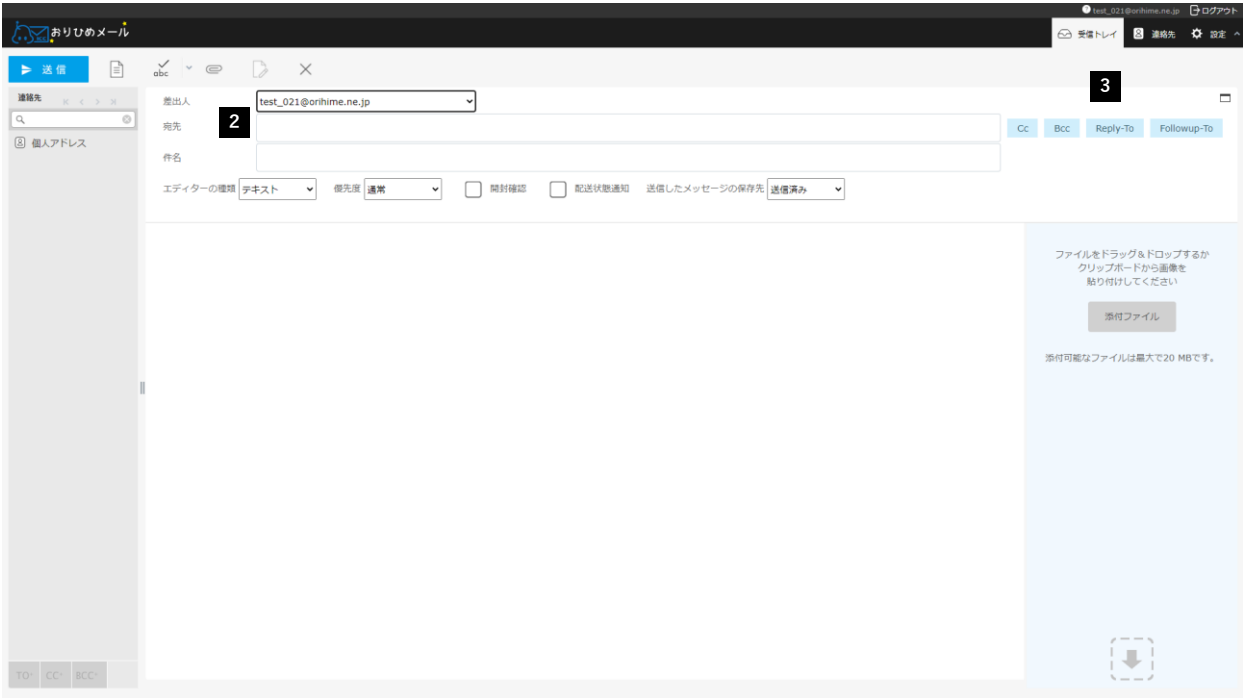 test_021@orihime.ne.jp ログアウト
おりひめメール
受信トレイ 連絡先 設定
送信
abc
連絡先
個人アドレス
3
差出人 test_021@orihime.ne.jp
2
宛先 Cc Bcc Reply-To Followup-To
件名
エディターの種類 テキスト 優先度 通常 開封確認 配送状態通知 送信したメッセージの保存先 送信済み
ファイルをドラッグ&ドロップするか
クリップボードから画像を
貼り付けしてください
添付ファイル
添付可能なファイルは最大で20 MBです。
TO+ CC+ BCC+